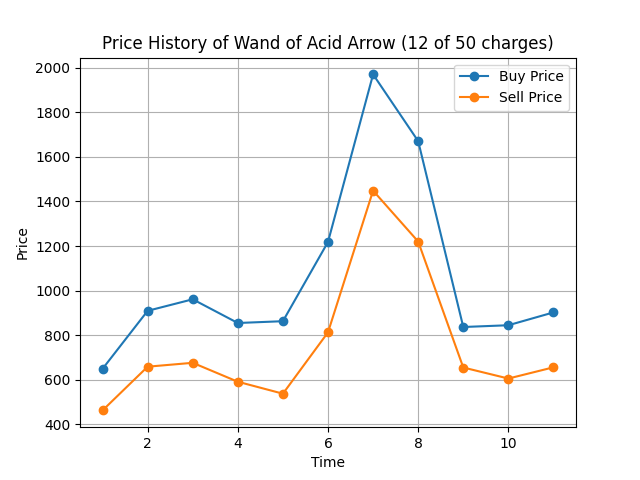 Price History of Wand of Acid Arrow (12 of 50 charges)
Buy Price
Sell Price
2000
1800
1600
1400
1200
1000
800
600
400
Price
2 4 6 8 10
Time